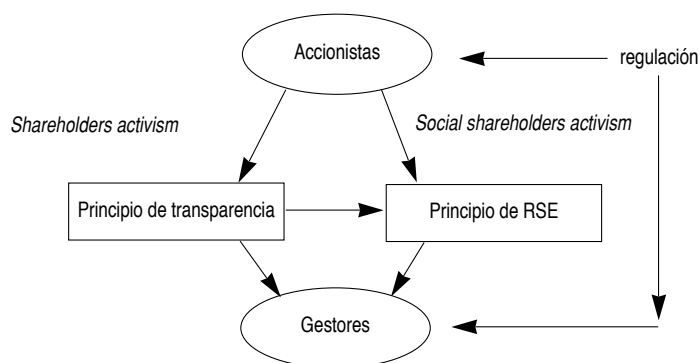 Accionistas
regulación
Shareholders activism
Social shareholders activism
Principio de transparencia
Principio de RSE
Gestores